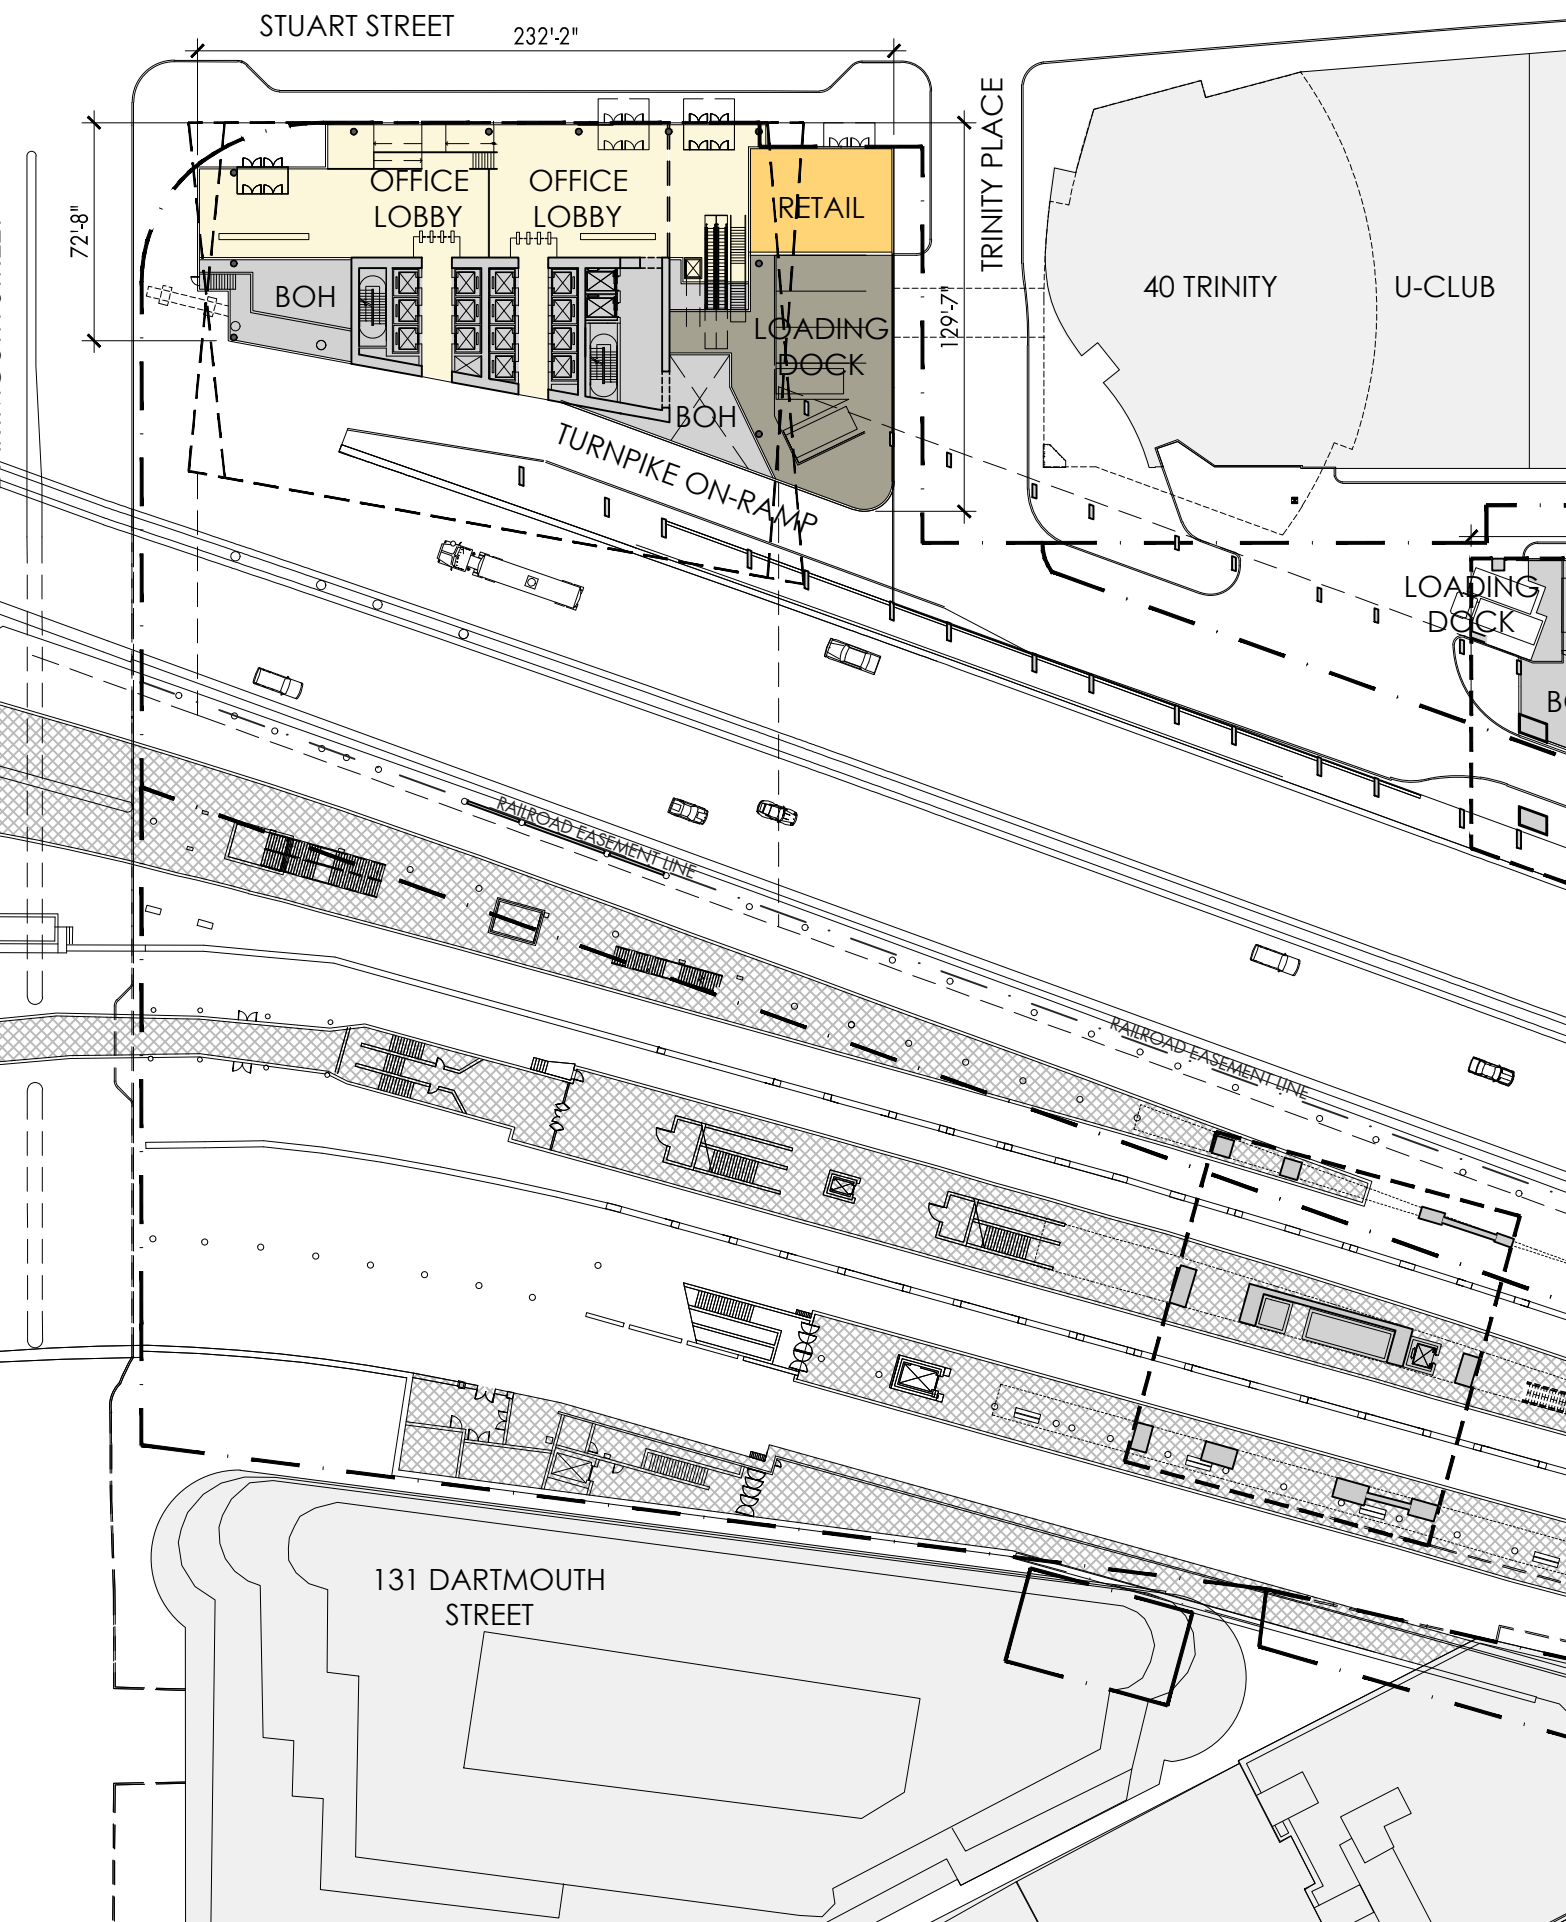 STUART STREET
232'-2"
TRINITY PLACE
72'-8"
OFFICE
LOBBY
OFFICE
LOBBY
RETAIL
BOH
LOADING
DOCK
129'-7"
40 TRINITY
U-CLUB
BOH
TURNPIKE ON-RAMP
LOADING
DOCK
RAILROAD EASEMENT LINE
RAILROAD EASEMENT LINE
131 DARTMOUTH
STREET